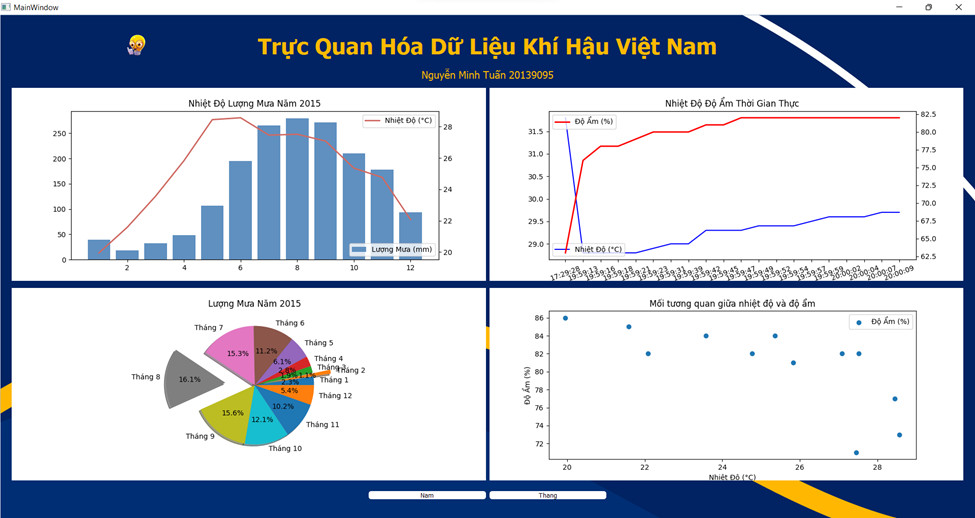 MainWindow
Trực Quan Hóa Dữ Liệu Khí Hậu Việt Nam
Nguyễn Minh Tuấn 20139095
Nhiệt Độ Lượng Mưa Năm 2015
Nhiệt Độ (°C)
Lượng Mưa (mm)
250
200
150
100
50
0
28
26
24
22
20
2 4 6 8 10 12
Nhiệt Độ Độ Ẩm Thời Gian Thực
Độ Ẩm (%)
Nhiệt Độ (°C)
31.5
31.0
30.5
30.0
29.5
29.0
82.5
80.0
77.5
75.0
72.5
70.0
67.5
65.0
62.5
17:29:28 19:59:13 19:59:16 19:59:18 19:59:21 19:59:23 19:59:31 19:59:39 19:59:42 19:59:45 19:59:47 19:59:49 19:59:52 19:59:54 19:59:57 19:59:59 20:00:02 20:00:04 20:00:07 20:00:09
Lượng Mưa Năm 2015
Tháng 6
Tháng 7
11.2%
Tháng 5
15.3%
6.1%
Tháng 4
2.8%
Tháng 3
Tháng 2
1.9%
1.1%
Tháng 8
16.1%
2.3%
Tháng 1
5.4%
Tháng 12
10.2%
Tháng 11
15.6%
12.1%
Tháng 9
Tháng 10
Mối tương quan giữa nhiệt độ và độ ẩm
Độ Ẩm (%)
86
84
82
80
78
76
74
72
Độ Ẩm (%)
20 22 24 26 28
Nhiệt Độ (°C)
Nam
Thang